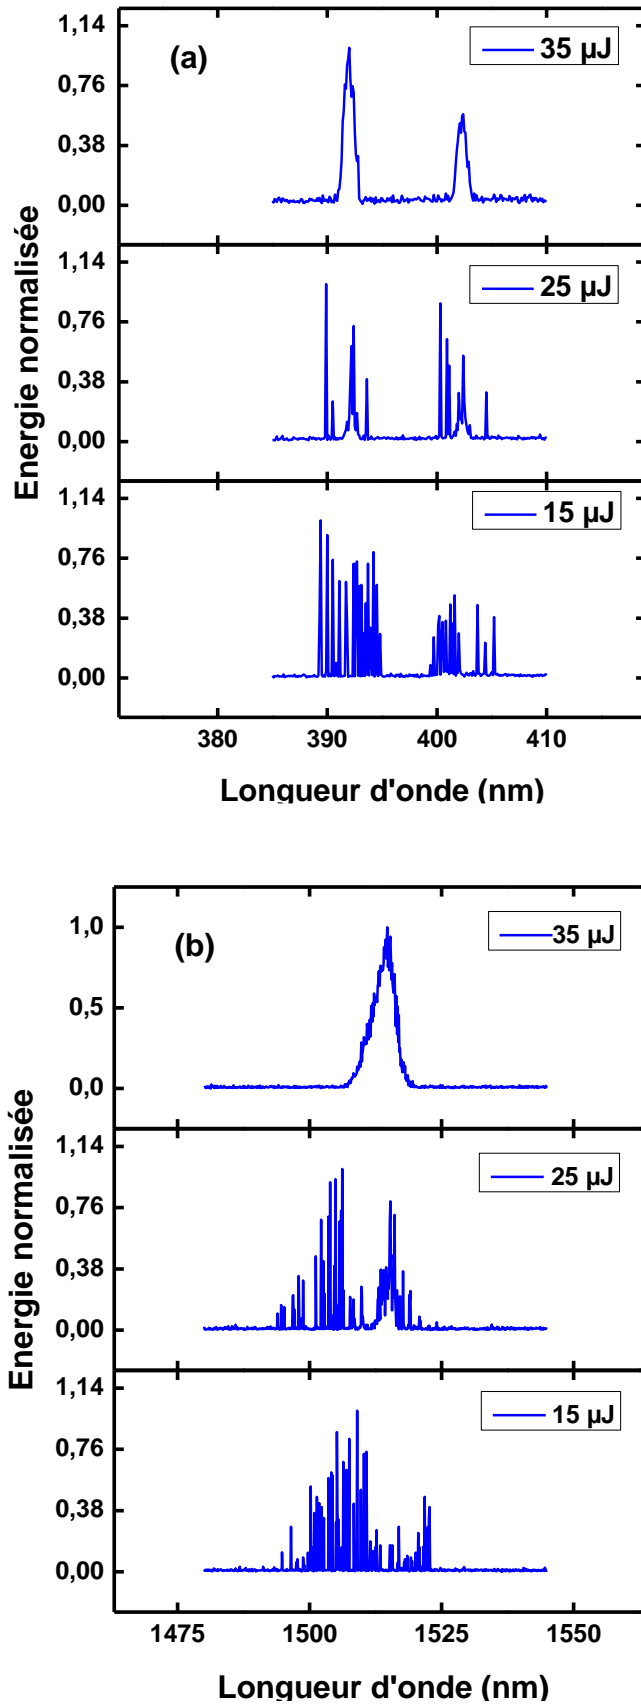 (a)
35 µJ
1,14
0,76
0,38
0,00
25 µJ
1,14
0,76
0,38
0,00
15 µJ
1,14
0,76
0,38
0,00
Energie normalisée
380 390 400 410
Longueur d'onde (nm)
(b)
35 µJ
1,0
0,5
0,0
25 µJ
1,14
0,76
0,38
0,00
15 µJ
1,14
0,76
0,38
0,00
Energie normalisée
1475 1500 1525 1550
Longueur d'onde (nm)